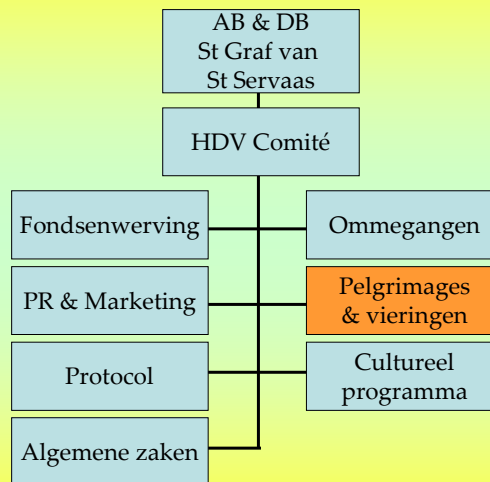 AB & DB
St Graf van
St Servaas
HDV Comité
Fondsenwerving
Ommegangen
PR & Marketing
Pelgrimages
& vieringen
Protocol
Cultureel
programma
Algemene zaken